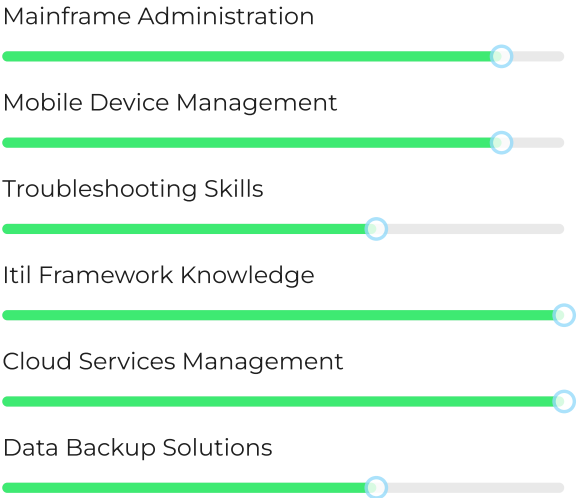 Mainframe Administration
Mobile Device Management
Troubleshooting Skills
Itil Framework Knowledge
Cloud Services Management
Data Backup Solutions